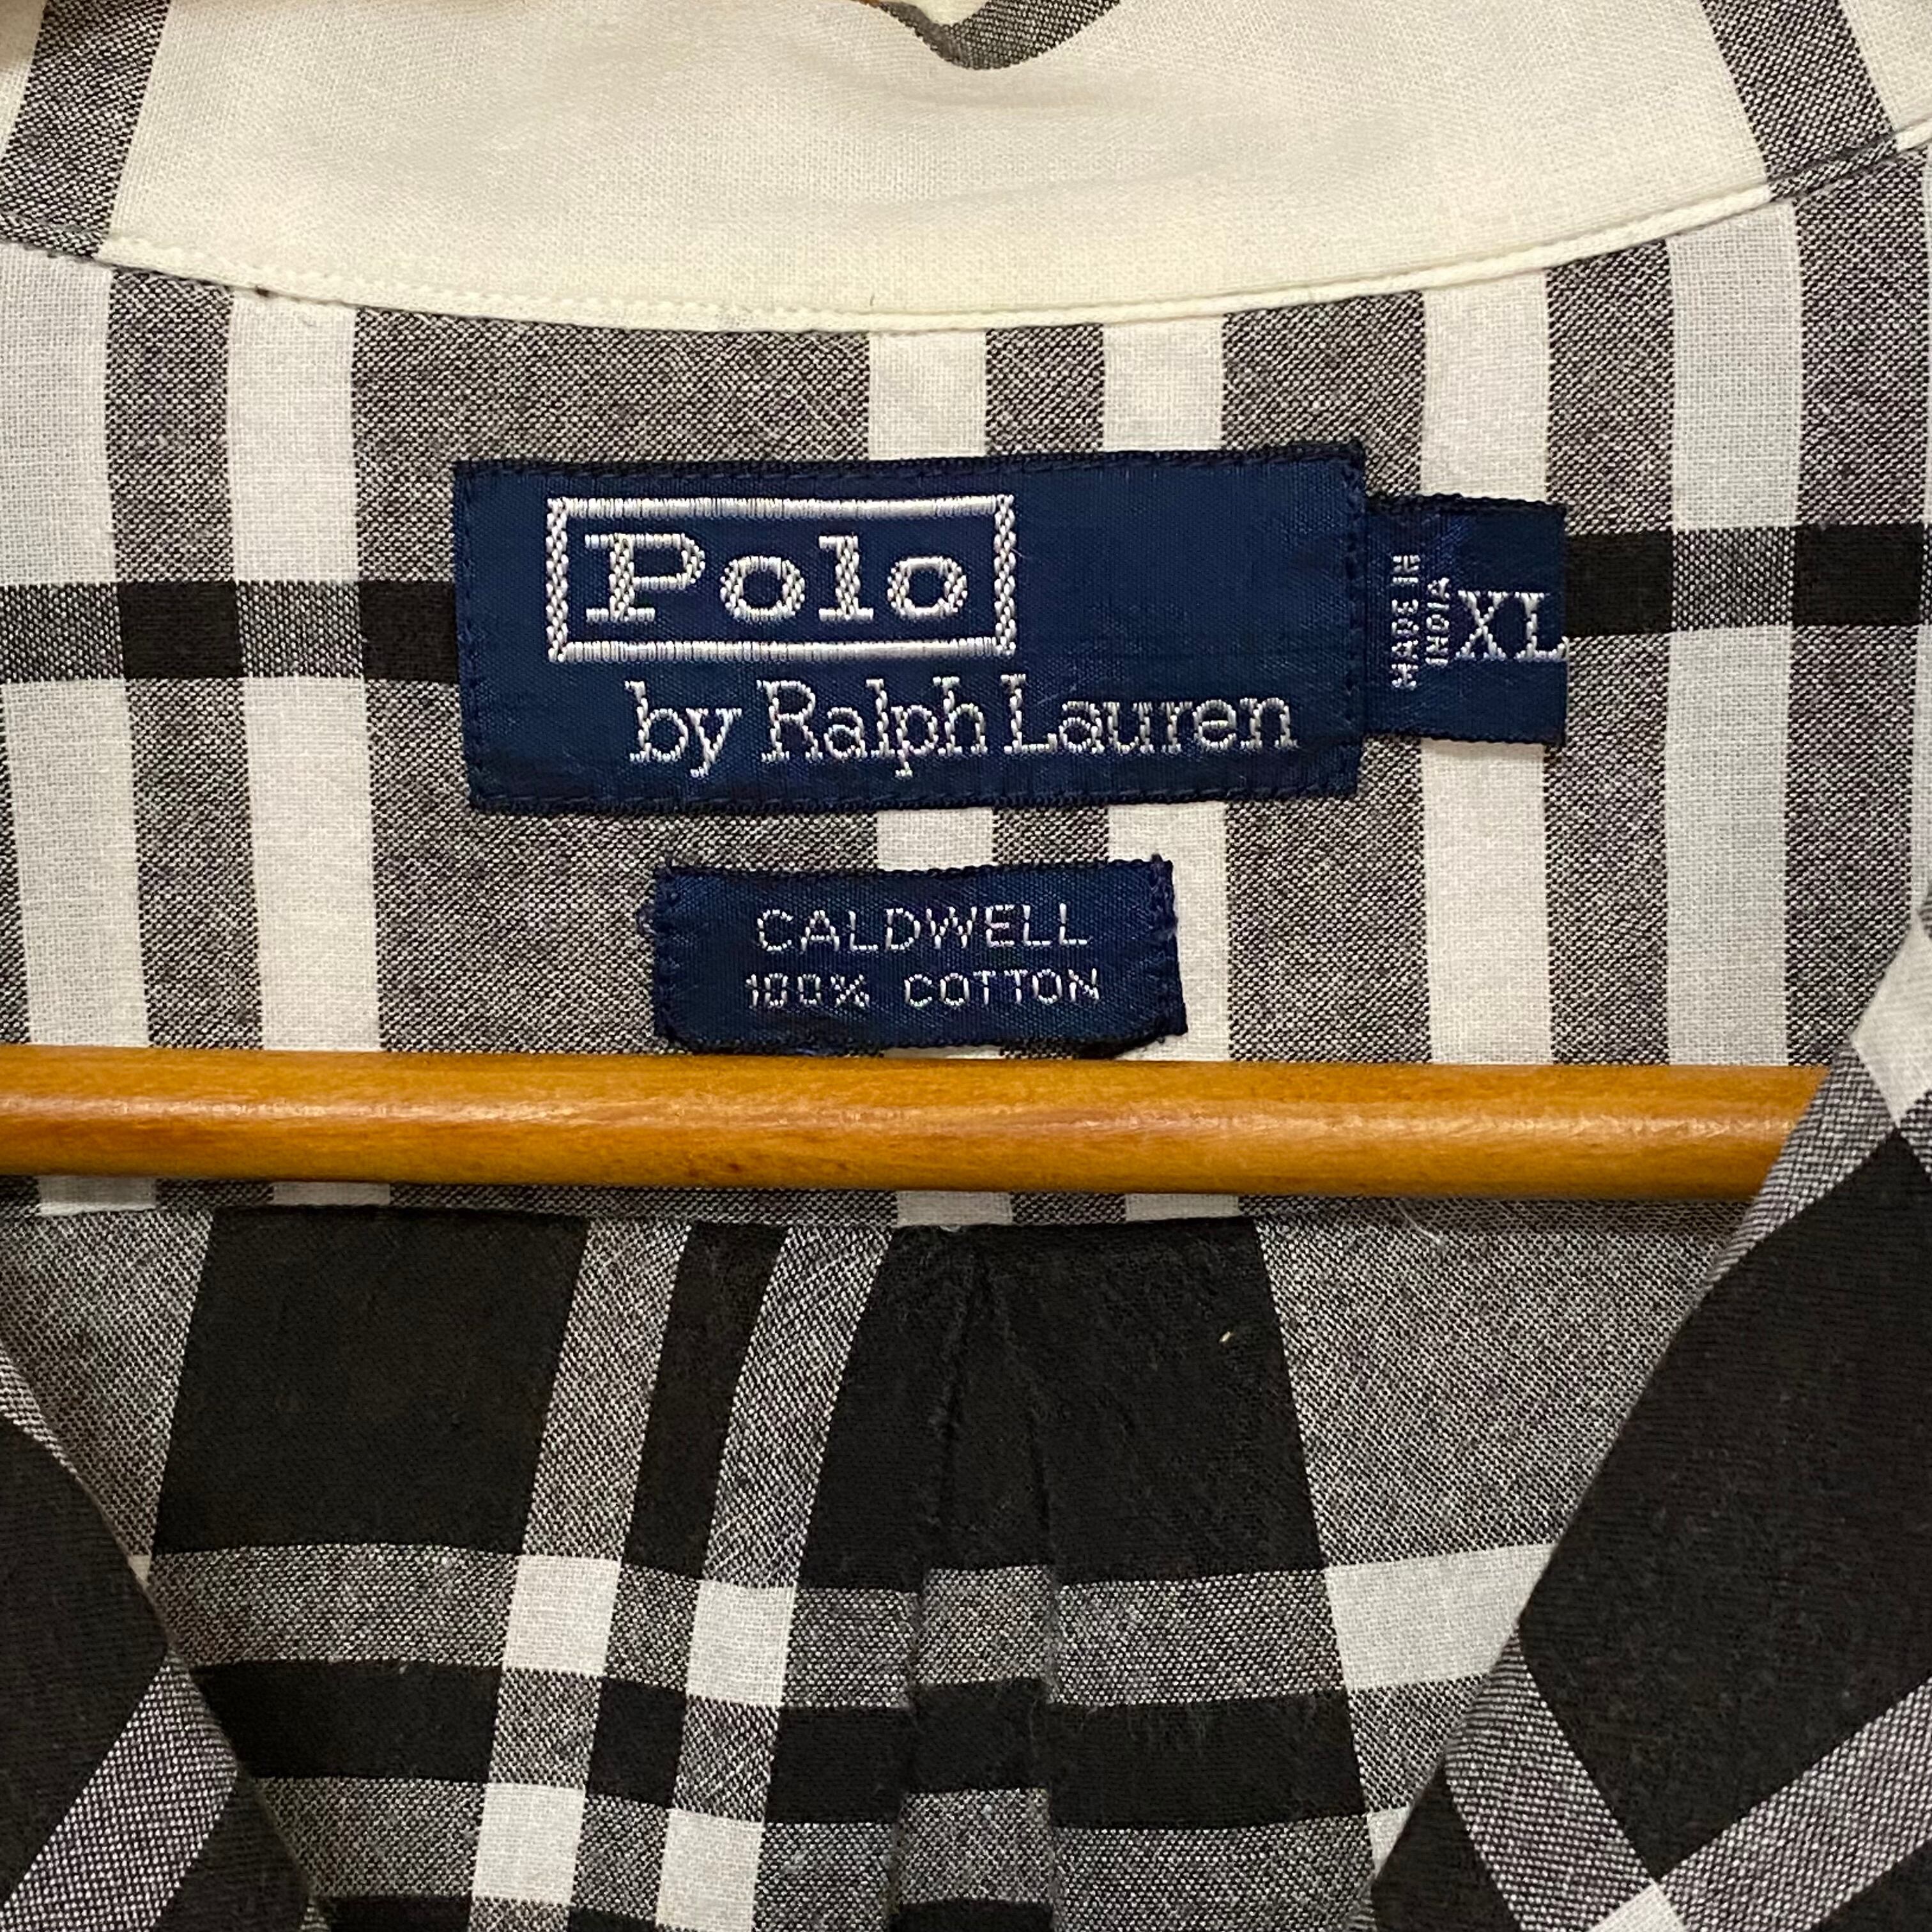 Polo
by Ralph Lauren
MADE IN
INDIA
XL
CALDWELL
100% COTTON